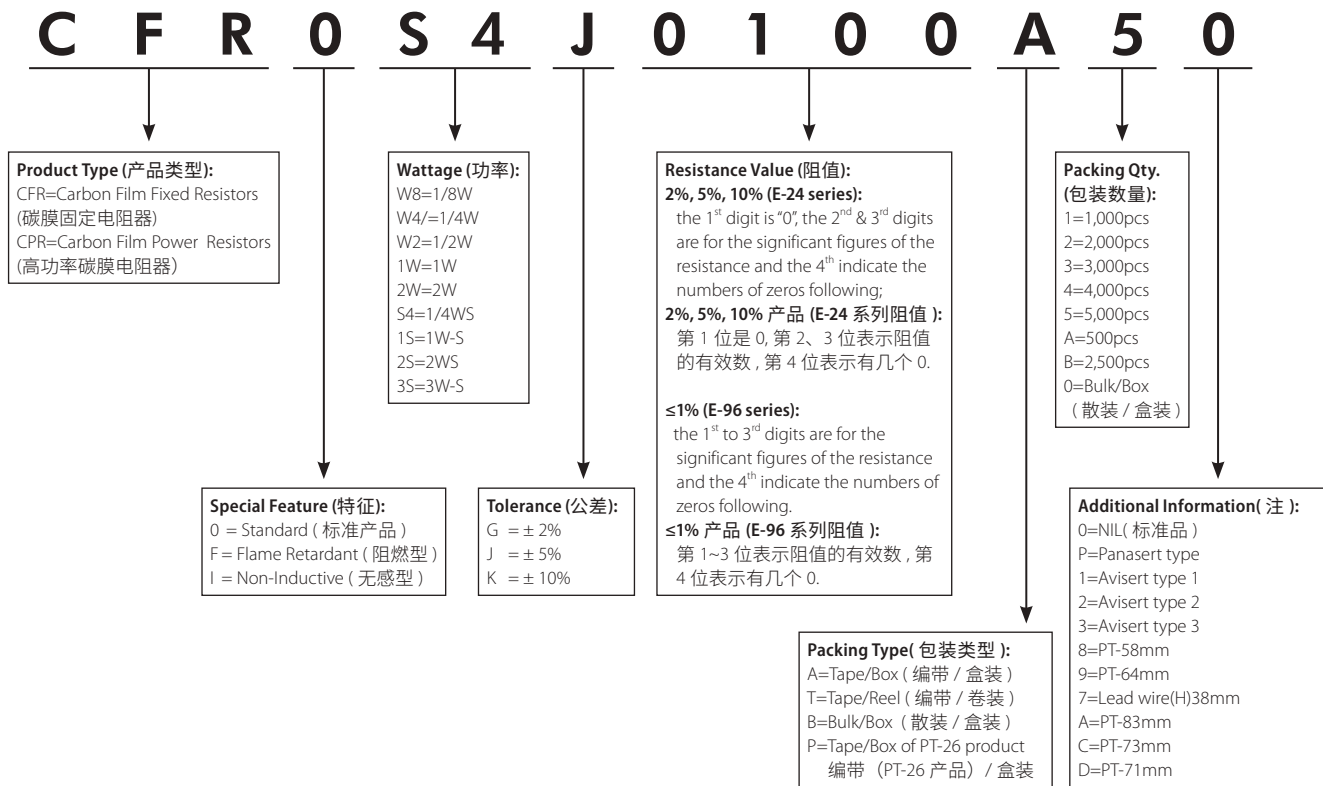 C F R 0 S 4 J 0 1 0 0 A 5 0
Product Type (产品类型):
CFR=Carbon Film Fixed Resistors
(碳膜固定电阻器)
CPR=Carbon Film Power Resistors
(高功率碳膜电阻器）
Wattage (功率):
W8=1/8W
W4/=1/4W
W2=1/2W
1W=1W
2W=2W
S4=1/4WS
1S=1W-S
2S=2WS
3S=3W-S
Resistance Value (阻值):
2%, 5%, 10% (E-24 series):
the 1st digit is “0”, the 2nd & 3rd digits
are for the significant figures of the
resistance and the 4th indicate the
numbers of zeros following;
2%, 5%, 10% 产品 (E-24 系列阻值 ):
第 1 位是 0, 第 2、3 位表示阻值
的有效数 , 第 4 位表示有几个 0.
≤1% (E-96 series):
the 1st to 3rd digits are for the
significant figures of the resistance
and the 4th indicate the numbers of
zeros following.
≤1% 产品 (E-96 系列阻值 ):
第 1~3 位表示阻值的有效数 , 第
4 位表示有几个 0.
Packing Qty.
(包装数量):
1=1,000pcs
2=2,000pcs
3=3,000pcs
4=4,000pcs
5=5,000pcs
A=500pcs
B=2,500pcs
0=Bulk/Box
( 散装 / 盒装 )
Special Feature (特征):
0 = Standard ( 标准产品 )
F = Flame Retardant ( 阻燃型 )
I = Non-Inductive ( 无感型 )
Tolerance (公差):
G = ± 2%
J = ± 5%
K = ± 10%
Packing Type( 包装类型 ):
A=Tape/Box ( 编带 / 盒装 )
T=Tape/Reel ( 编带 / 卷装 )
B=Bulk/Box （ 散装 / 盒装 )
P=Tape/Box of PT-26 product
编带（PT-26 产品）/ 盒装
Additional Information( 注 ):
0=NIL( 标准品 )
P=Panasert type
1=Avisert type 1
2=Avisert type 2
3=Avisert type 3
8=PT-58mm
9=PT-64mm
7=Lead wire(H)38mm
A=PT-83mm
C=PT-73mm
D=PT-71mm